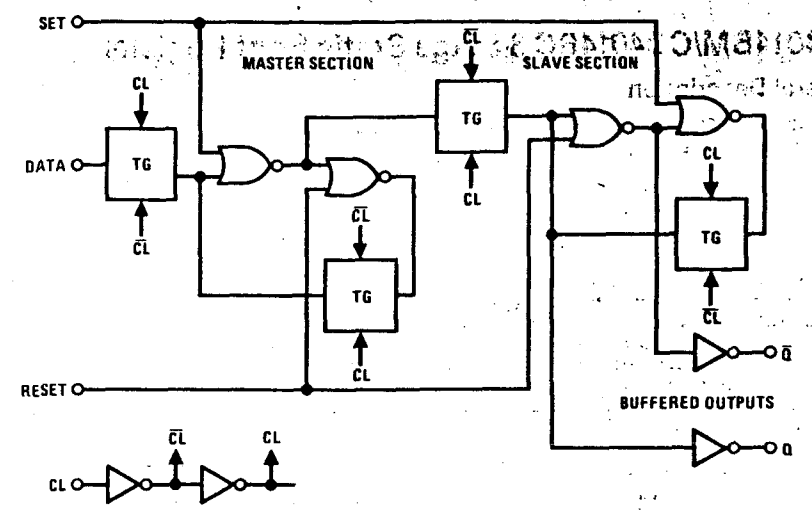 SET
MASTER SECTION
C̅L̅
SLAVE SECTION
CL
TG
TG
DATA
CL
C̅L̅
CL
C̅L̅
TG
TG
CL
C̅L̅
Q̅
RESET
BUFFERED OUTPUTS
C̅L̅
CL
Q
CL